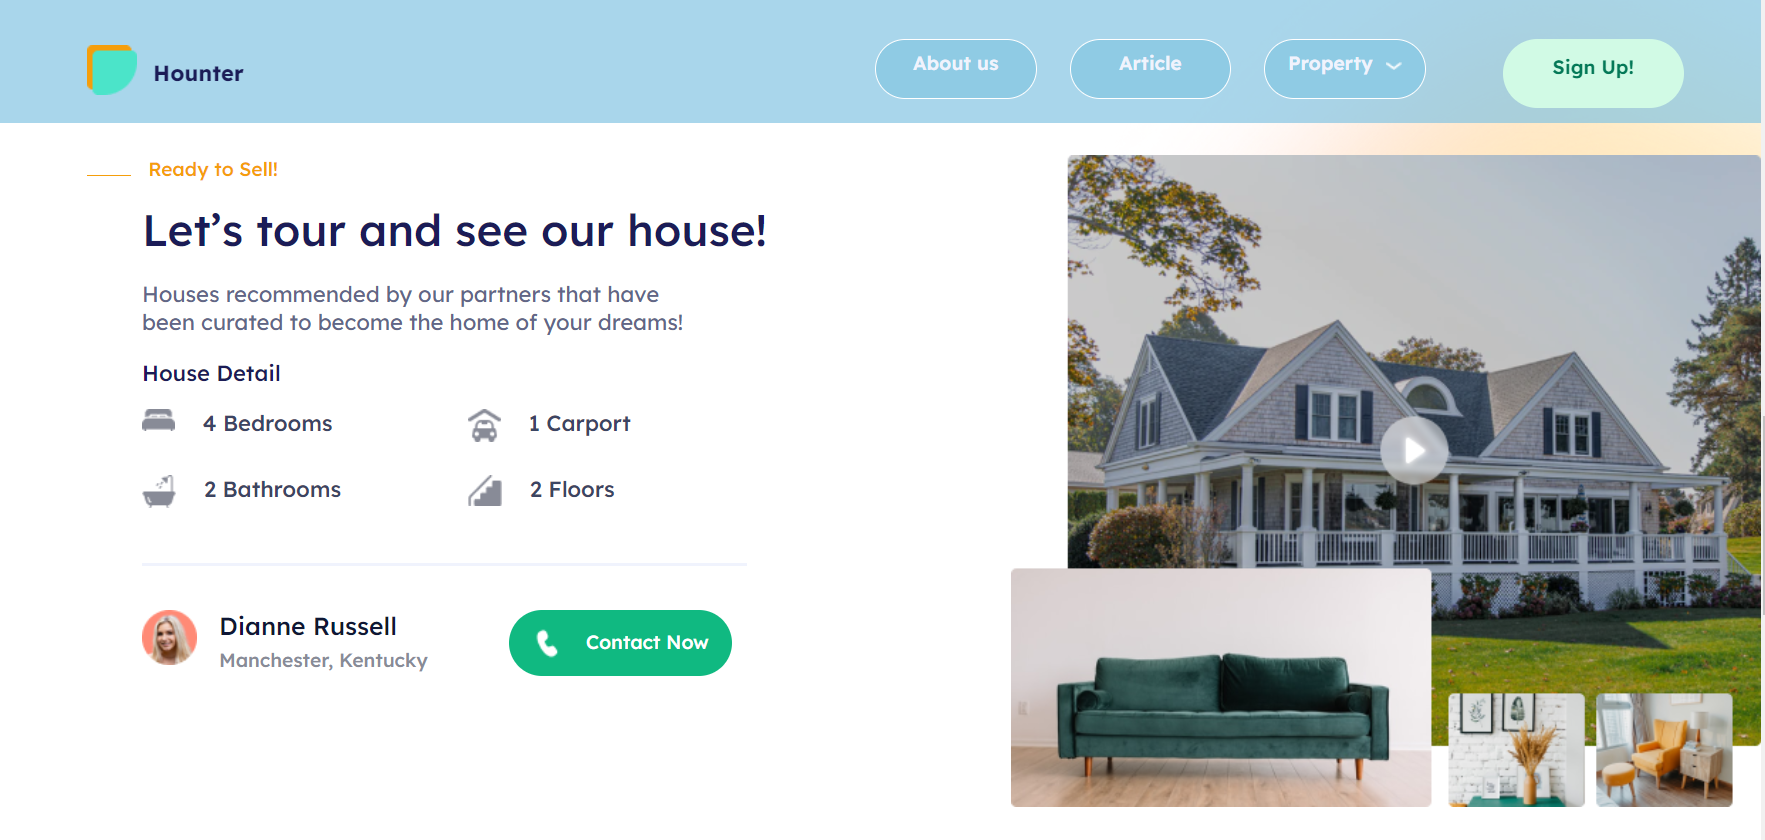 Hounter
About us
Article
Property
Sign Up!
Ready to Sell!
Let’s tour and see our house!
Houses recommended by our partners that have
been curated to become the home of your dreams!
House Detail
4 Bedrooms
1 Carport
2 Bathrooms
2 Floors
Dianne Russell
Manchester, Kentucky
Contact Now